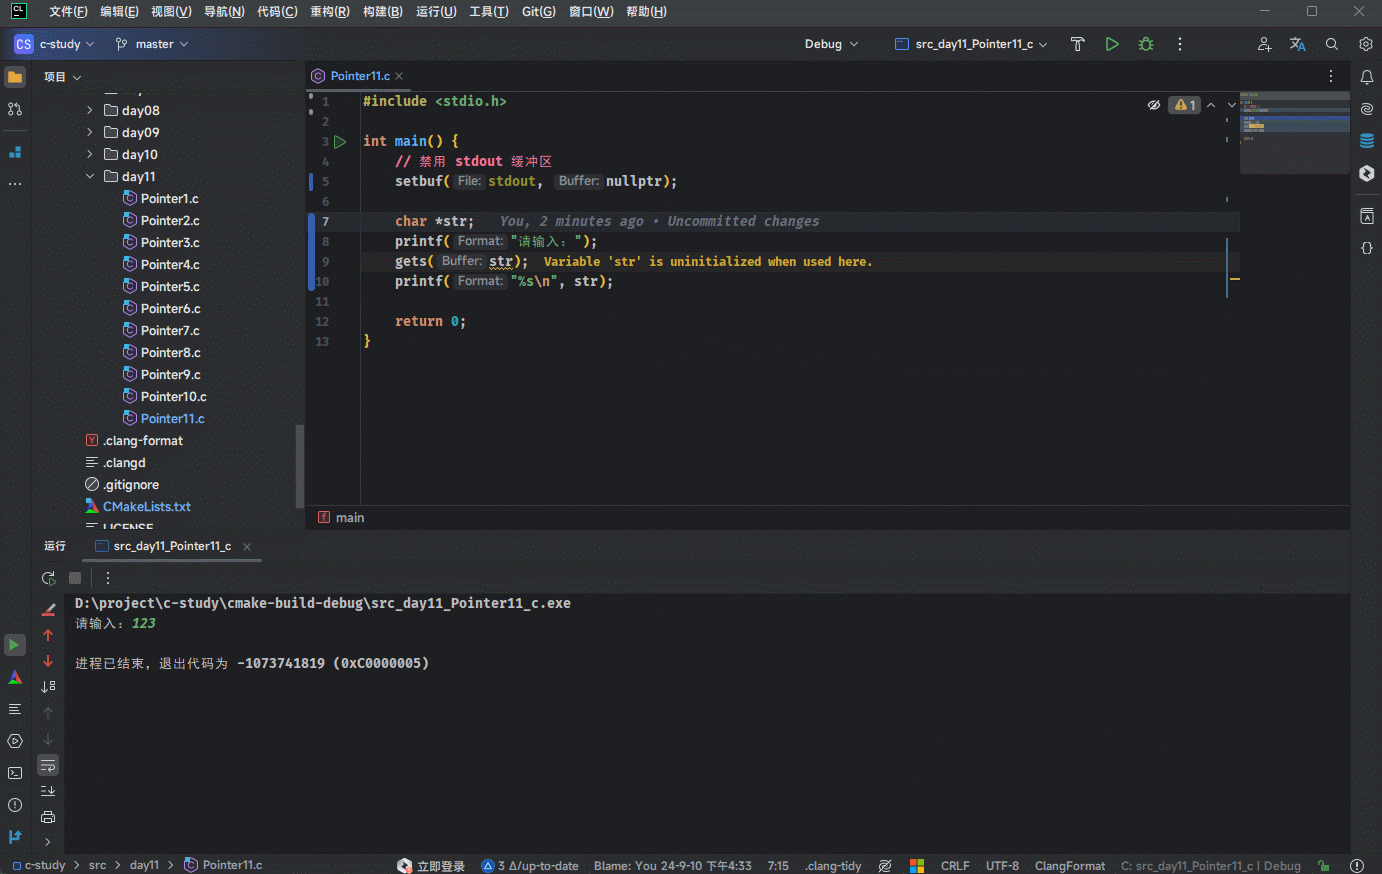 CL 文件(F) 编辑(E) 视图(V) 导航(N) 代码(C) 重构(R) 构建(B) 运行(U) 工具(T) Git(G) 窗口(W) 帮助(H)
CS c-study master Debug src_day11_Pointer11_c
项目
day08
day09
day10
day11
Pointer1.c
Pointer2.c
Pointer3.c
Pointer4.c
Pointer5.c
Pointer6.c
Pointer7.c
Pointer8.c
Pointer9.c
Pointer10.c
Pointer11.c
.clang-format
.clangd
.gitignore
CMakeLists.txt
LICENSE
Pointer11.c
1 #include <stdio.h>
1
2
3 int main() {
4 // 禁用 stdout 缓冲区
5 setbuf( File: stdout, Buffer: nullptr);
6
7 char *str; You, 2 minutes ago • Uncommitted changes
8 printf( Format: "请输入：");
9 gets( Buffer: str); Variable 'str' is uninitialized when used here.
10 printf( Format: "%s\n", str);
11
12 return 0;
13 }
main
运行 src_day11_Pointer11_c
D:\project\c-study\cmake-build-debug\src_day11_Pointer11_c.exe
请输入：123
进程已结束，退出代码为 -1073741819 (0xC0000005)
c-study > src > day11 > Pointer11.c 立即登录 3 Δ/up-to-date Blame: You 24-9-10 下午4:33 7:15 .clang-tidy CRLF UTF-8 ClangFormat C: src_day11_Pointer11_c | Debug